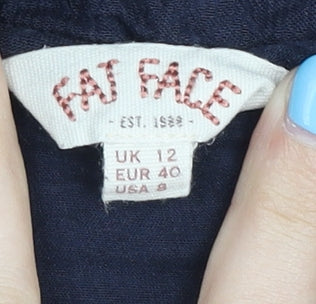 FAT FACE
- EST. 1988 -
UK 12
EUR 40
USA 8